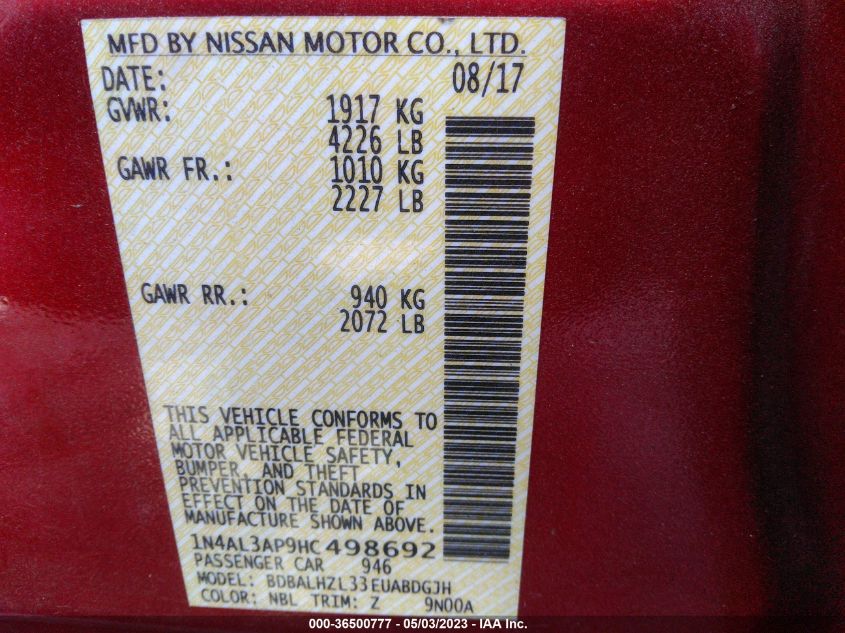 MFD BY NISSAN MOTOR CO., LTD.
DATE: 08/17
GVWR: 1917 KG
4226 LB
GAWR FR.: 1010 KG
2227 LB
GAWR RR.: 940 KG
2072 LB
THIS VEHICLE CONFORMS TO
ALL APPLICABLE FEDERAL
MOTOR VEHICLE SAFETY,
BUMPER, AND THEFT
PREVENTION STANDARDS IN
EFFECT ON THE DATE OF
MANUFACTURE SHOWN ABOVE.
1N4AL3AP9HC498692
PASSENGER CAR 946
MODEL: BDBALHZL33EUABDGJH
COLOR: NBL TRIM: Z 9N00A
000-36500777 - 05/03/2023 - IAA Inc.